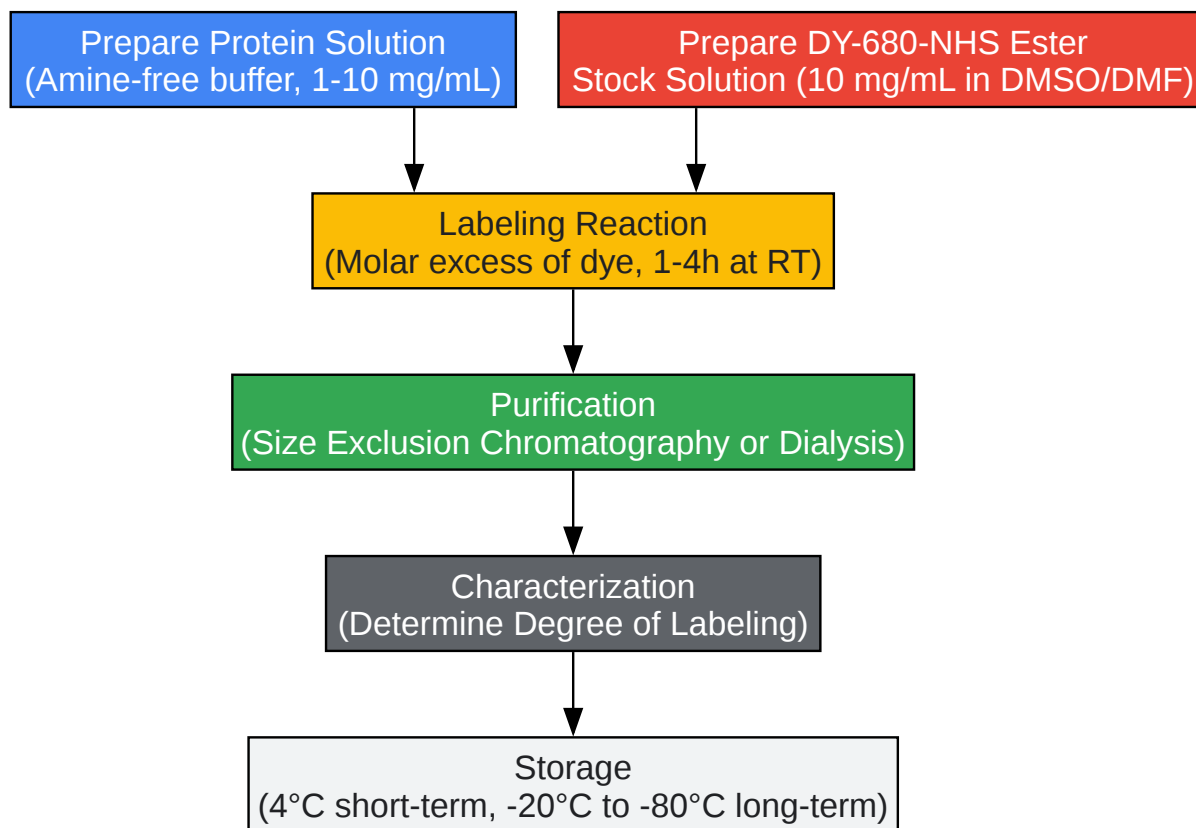 Prepare Protein Solution
(Amine-free buffer, 1-10 mg/mL)
Prepare DY-680-NHS Ester
Stock Solution (10 mg/mL in DMSO/DMF)
Labeling Reaction
(Molar excess of dye, 1-4h at RT)
Purification
(Size Exclusion Chromatography or Dialysis)
Characterization
(Determine Degree of Labeling)
Storage
(4°C short-term, -20°C to -80°C long-term)